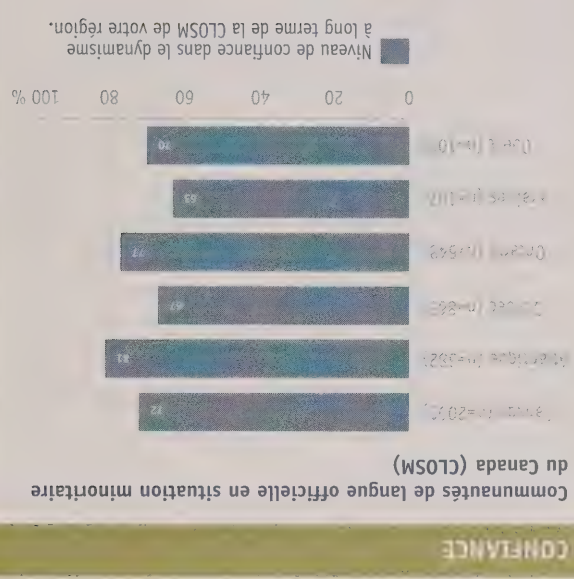 CONFIANCE
Communautés de langue officielle en situation minoritaire
du Canada (CLOSM)
72
Atlantique 81
67
Ontario 77
63
70
0 20 40 60 80 100 %
Niveau de confiance dans le dynamisme
à long terme de la CLOSM de votre région.